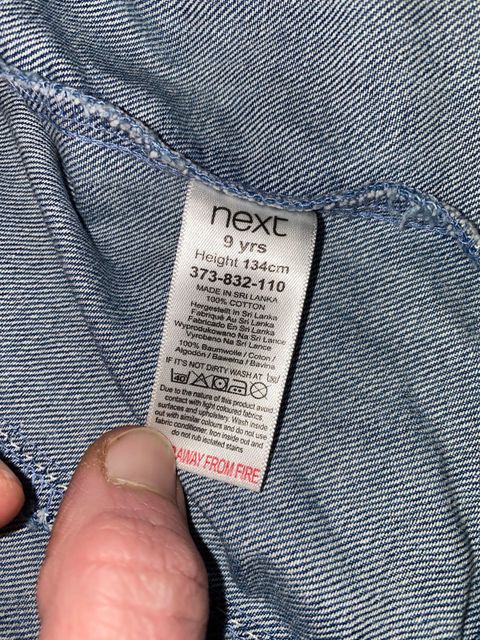 next
9 yrs
Height 134cm
373-832-110
MADE IN SRI LANKA
100% COTTON
Hergestellt In Sri Lanka
Fabriqué Au Sri Lanka
Fabricado En Sri Lanka
Wyprodukowano Na Sri Lance
Vyrobeno Na Sri Lance
100% Baumwolle / Coton /
Algodón / Bawełna / Bavlna
IF IT'S NOT DIRTY WASH AT
40
Due to the nature of this product avoid
contact with light coloured fabrics
surfaces and upholstery. Wash inside
out with similar colours and do not use
fabric conditioner. Iron inside out and
do not rub isolated stains
AWAY FROM FIRE